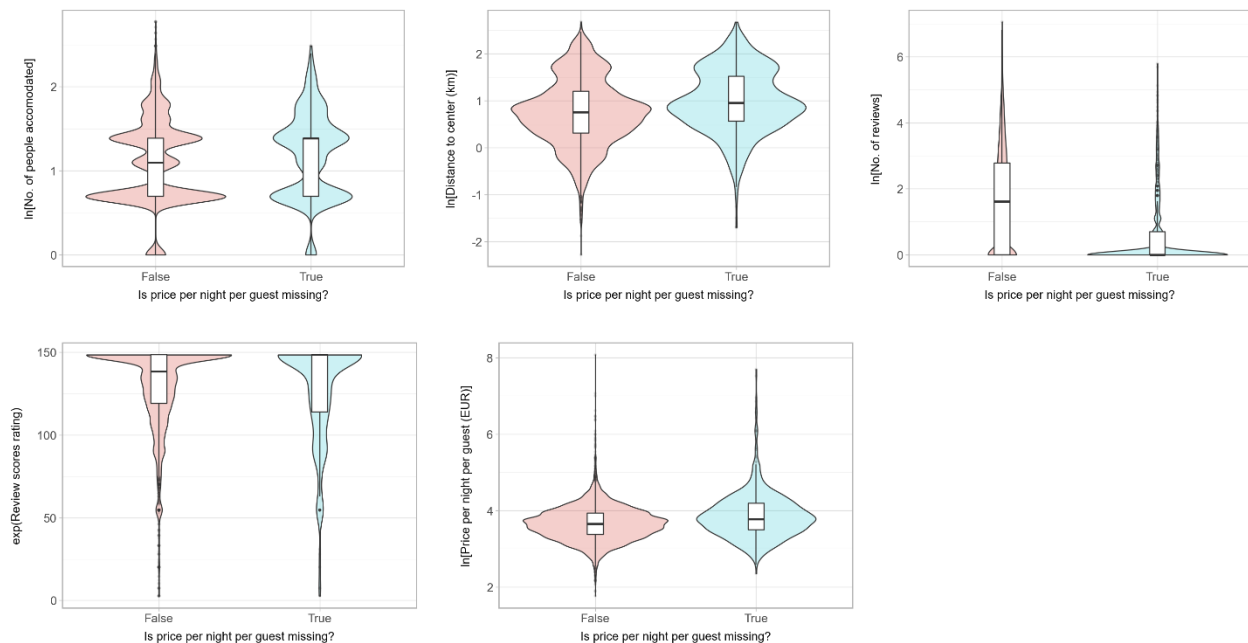 ln[No. of people accomodated]
2
1
0
False
True
Is price per night per guest missing?
ln[Distance to center (km)]
2
1
0
-1
-2
False
True
Is price per night per guest missing?
ln[No. of reviews]
6
4
2
0
False
True
Is price per night per guest missing?
exp(Review scores rating)
150
100
50
0
False
True
Is price per night per guest missing?
ln[Price per night per guest (EUR)]
8
6
4
2
False
True
Is price per night per guest missing?